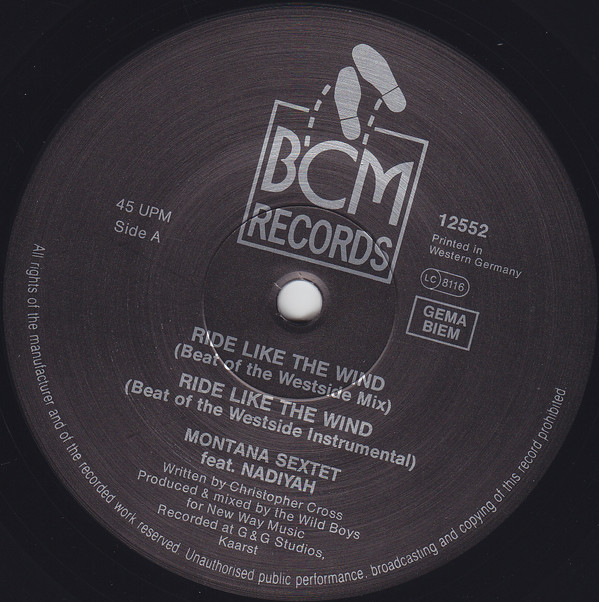 BCM
RECORDS
45 UPM
Side A
12552
Printed in
Western Germany
LC 8116
GEMA
BIEM
RIDE LIKE THE WIND
(Beat of the Westside Mix)
RIDE LIKE THE WIND
(Beat of the Westside Instrumental)
MONTANA SEXTET
feat. NADIYAH
Written by Christopher Cross
Produced & mixed by the Wild Boys
for New Way Music
Recorded at G & G Studios,
Kaarst
All rights of the manufacturer and of the recorded work reserved. Unauthorised public performance, broadcasting and copying of this record prohibited.